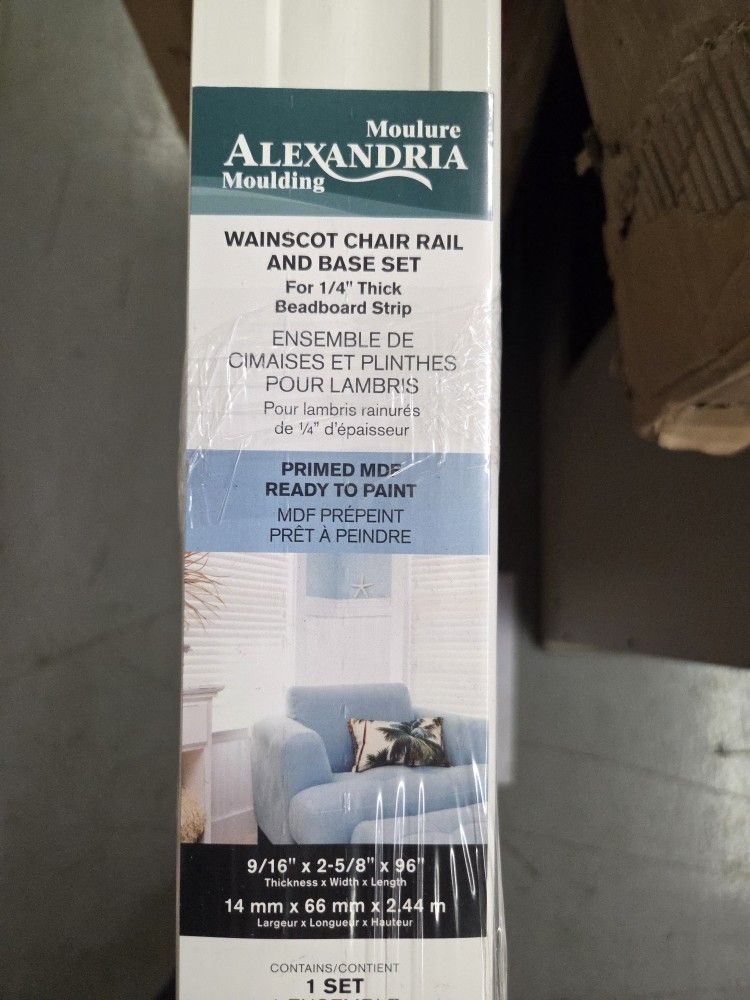 Moulure
ALEXANDRIA
Moulding
WAINSCOT CHAIR RAIL
AND BASE SET
For 1/4" Thick
Beadboard Strip
ENSEMBLE DE
CIMAISES ET PLINTHES
POUR LAMBRIS
Pour lambris rainurés
de 1/4" d'épaisseur
PRIMED MDF
READY TO PAINT
MDF PRÉPEINT
PRÊT À PEINDRE
9/16" x 2-5/8" x 96"
Thickness x Width x Length
14 mm x 66 mm x 2.44 m
Largeur x Longueur x Hauteur
CONTAINS/CONTIENT
1 SET